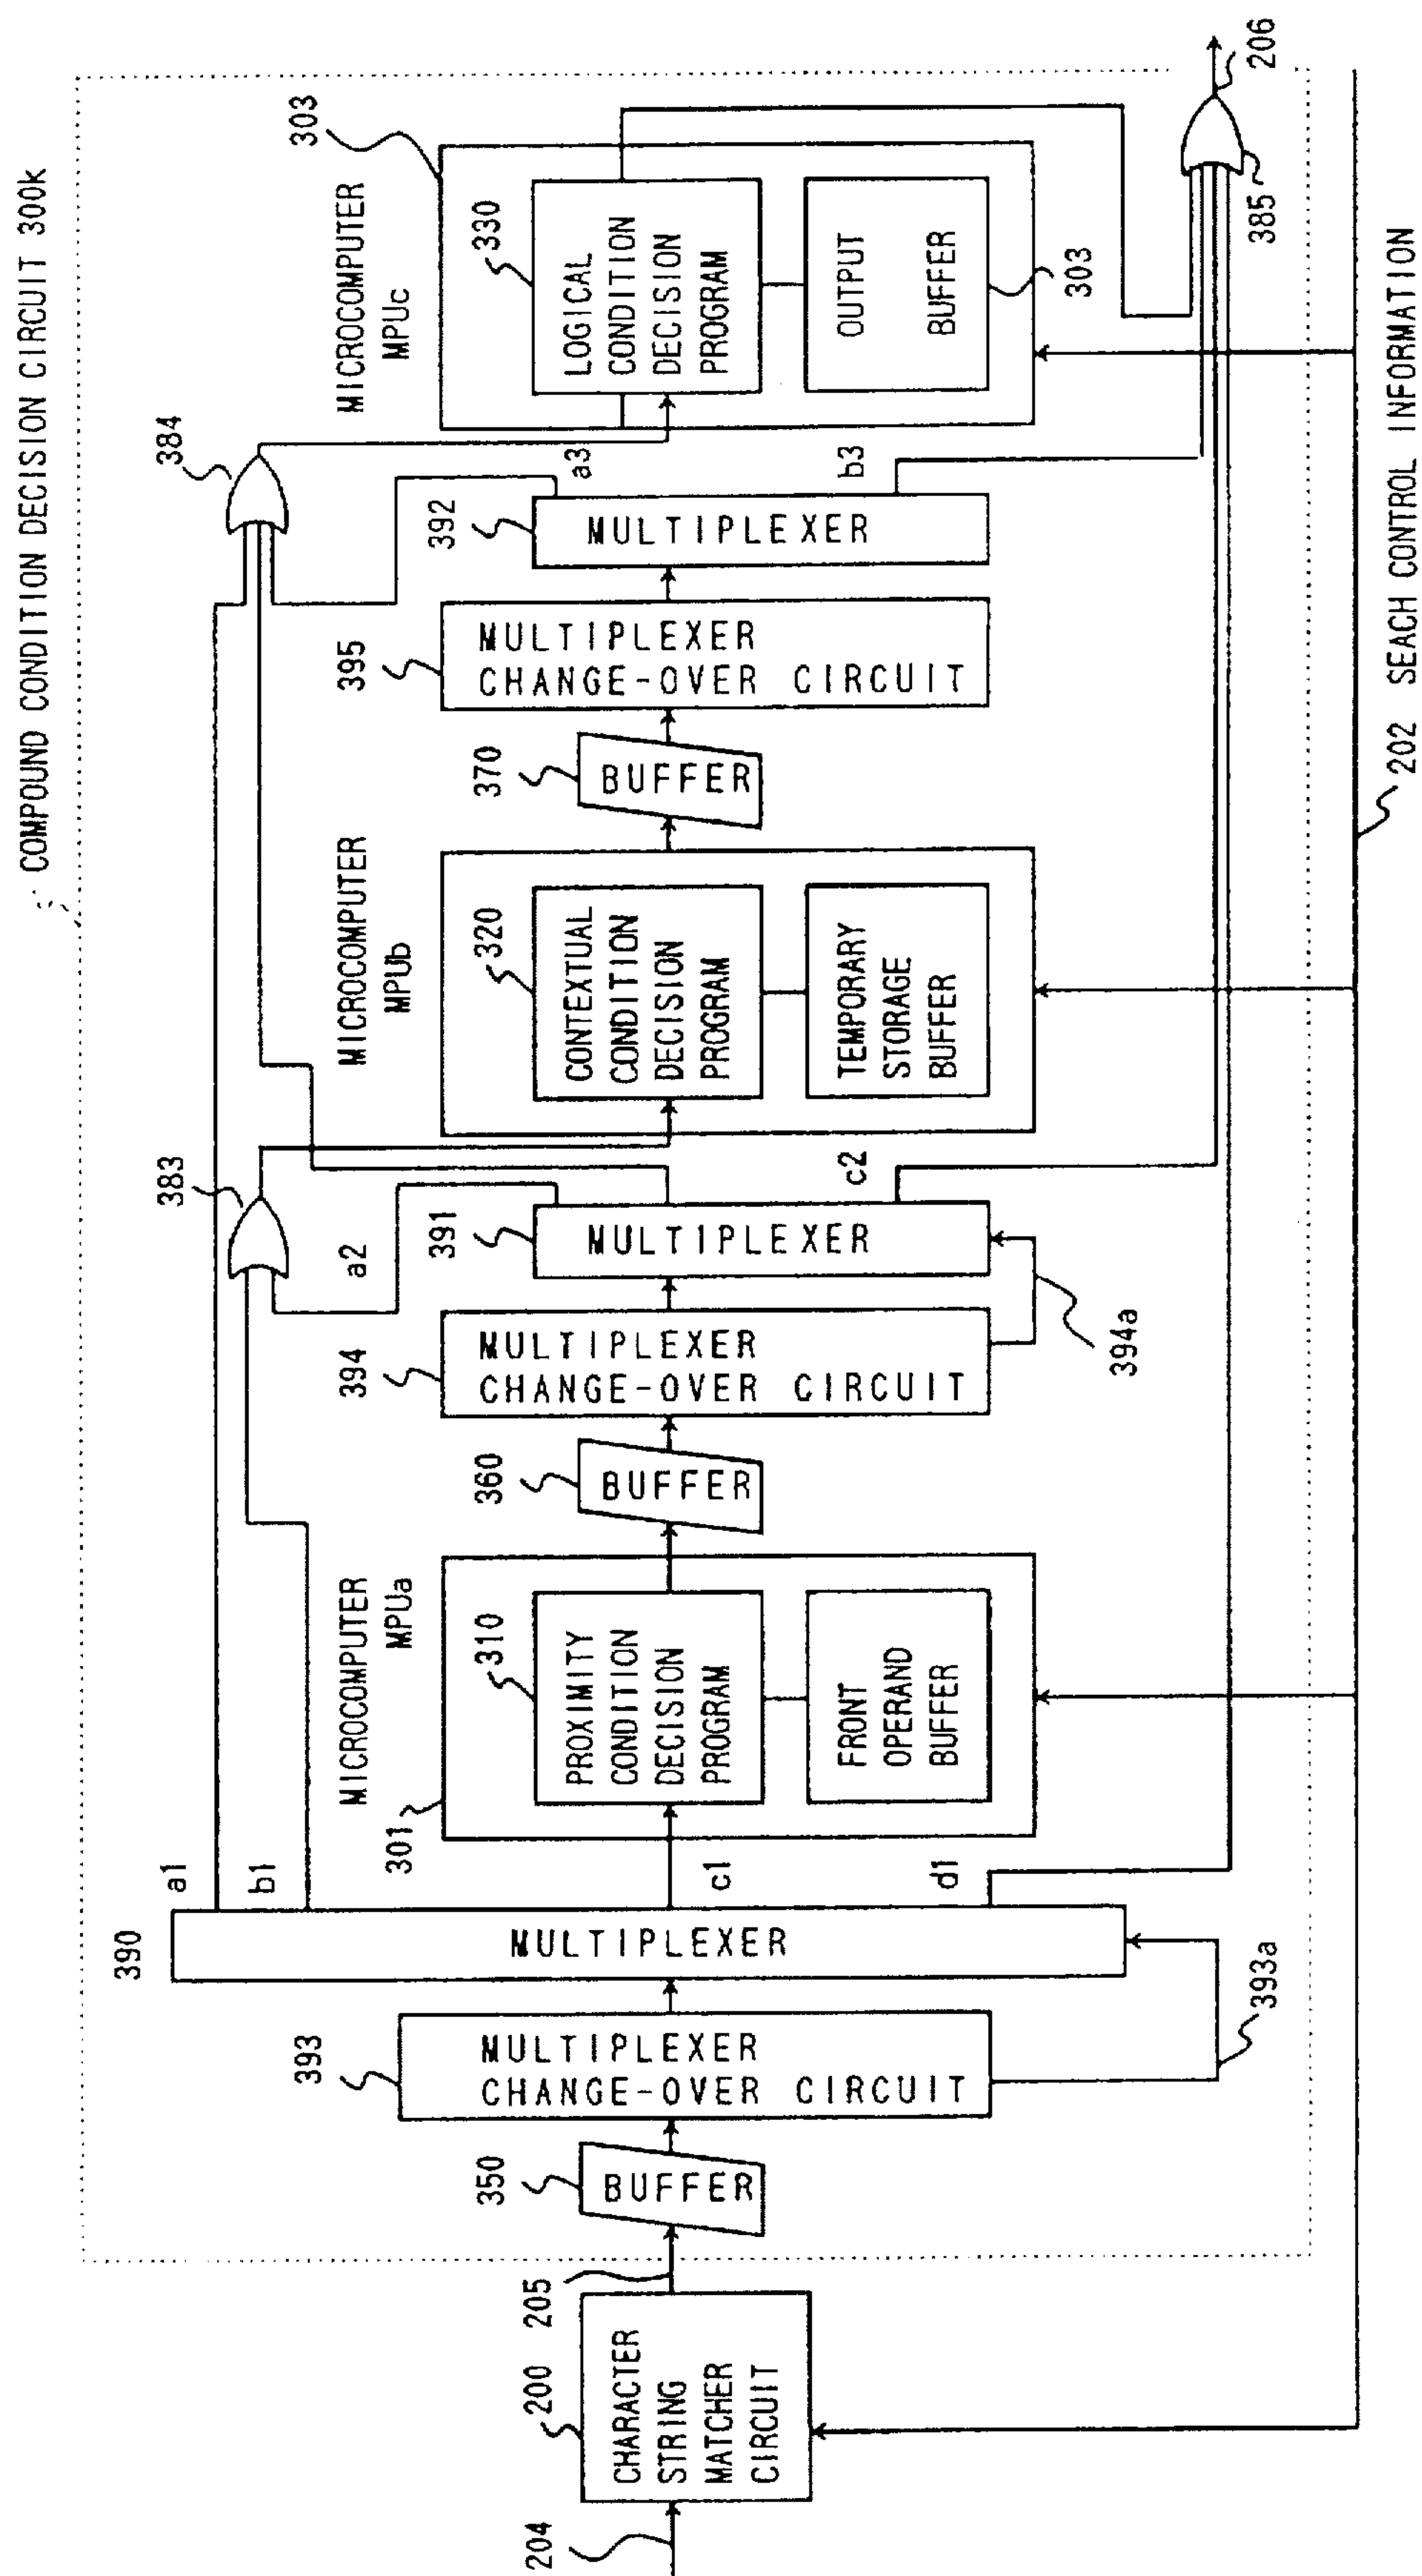 COMPOUND CONDITION DECISION CIRCUIT 300k
204
200
CHARACTER
STRING
MATCHER
CIRCUIT
205
350
BUFFER
393
MULTIPLEXER
CHANGE-OVER CIRCUIT
393a
390
MULTIPLEXER
a1
b1
c1
d1
301
MICROCOMPUTER
MPUa
310
PROXIMITY
CONDITION
DECISION
PROGRAM
FRONT
OPERAND
BUFFER
360
BUFFER
394
MULTIPLEXER
CHANGE-OVER CIRCUIT
394a
391
MULTIPLEXER
a2
c2
383
MICROCOMPUTER
MPUb
320
CONTEXTUAL
CONDITION
DECISION
PROGRAM
TEMPORARY
STORAGE
BUFFER
370
BUFFER
395
MULTIPLEXER
CHANGE-OVER CIRCUIT
392
MULTIPLEXER
a3
b3
384
MICROCOMPUTER
MPUc
303
330
LOGICAL
CONDITION
DECISION
PROGRAM
OUTPUT
BUFFER
303
385
206
202 SEACH CONTROL INFORMATION